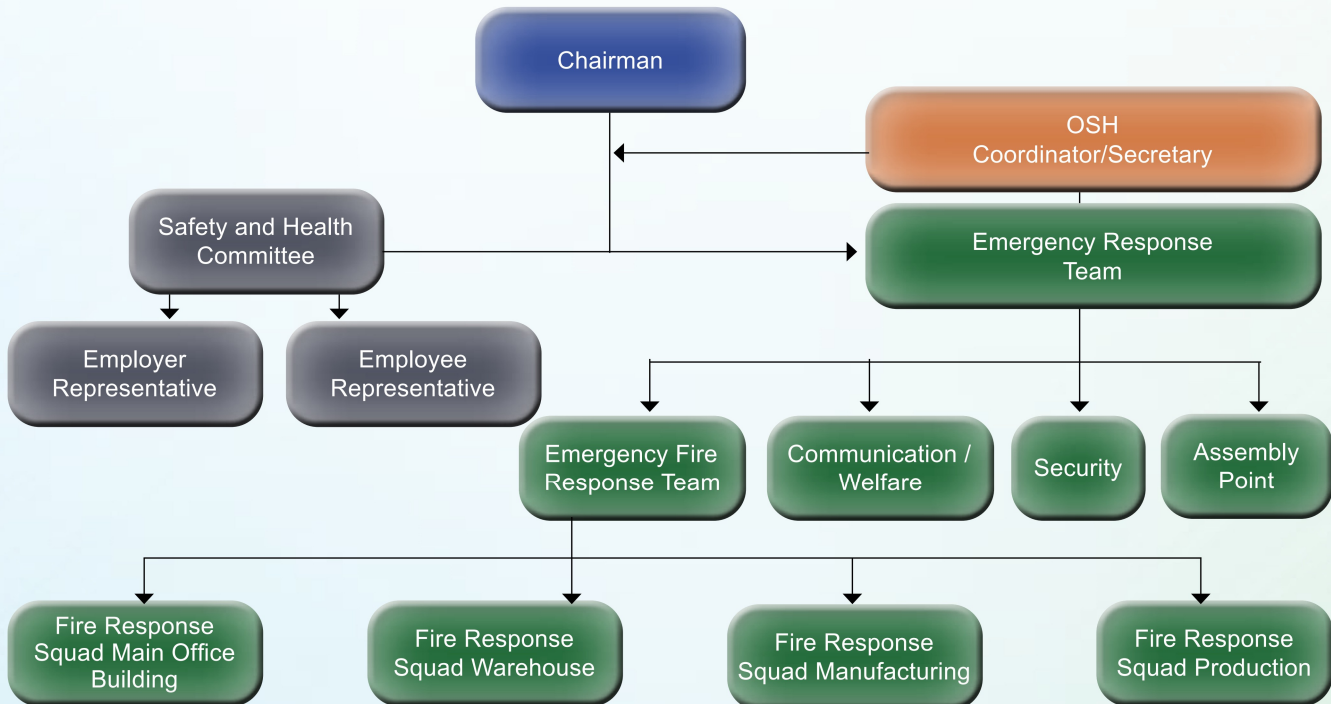 Chairman
OSH
Coordinator/Secretary
Safety and Health
Committee
Emergency Response
Team
Employer
Representative
Employee
Representative
Emergency Fire
Response Team
Communication /
Welfare
Security
Assembly
Point
Fire Response
Squad Main Office
Building
Fire Response
Squad Warehouse
Fire Response
Squad Manufacturing
Fire Response
Squad Production